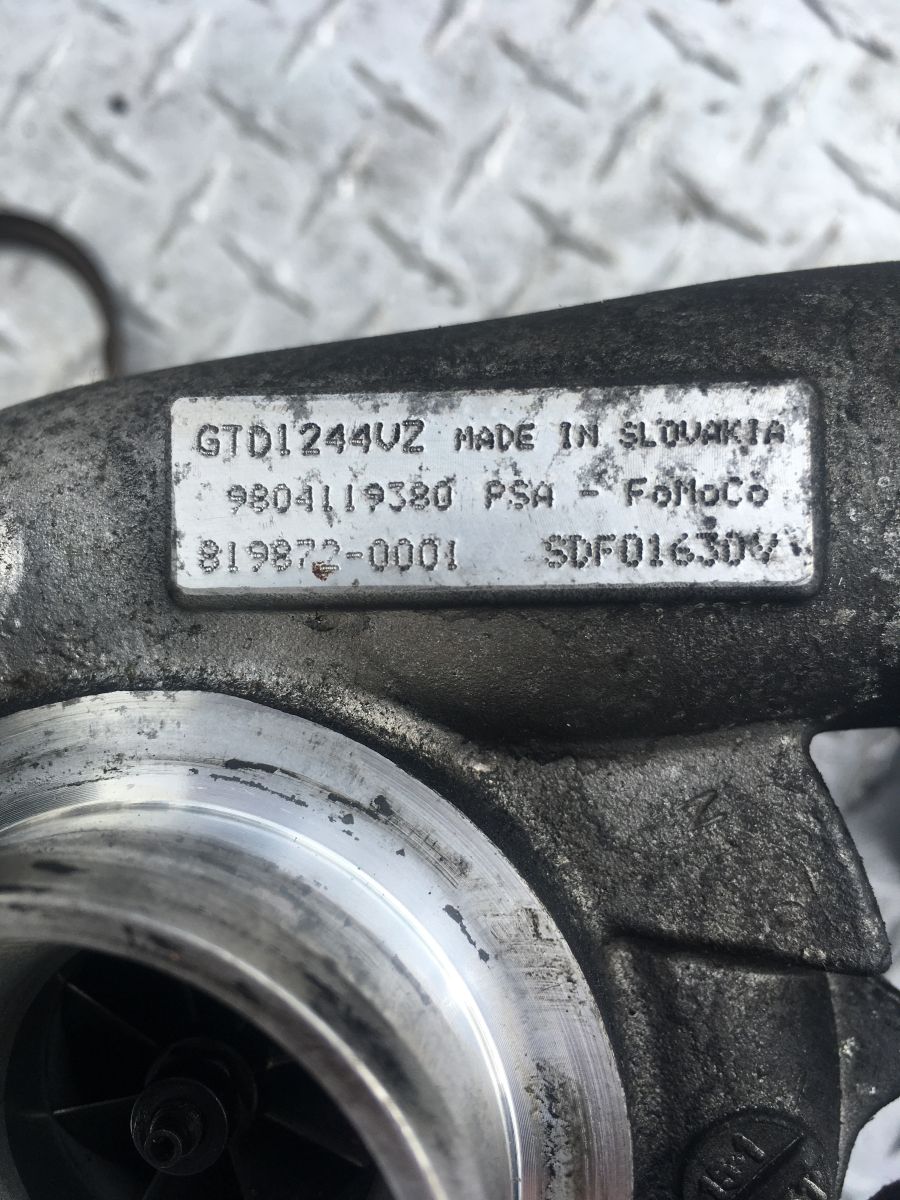 GTD1244VZ MADE IN SLOVAKIA
9804119380 PSA - FoMoCo
819872-0001 SDF01630V